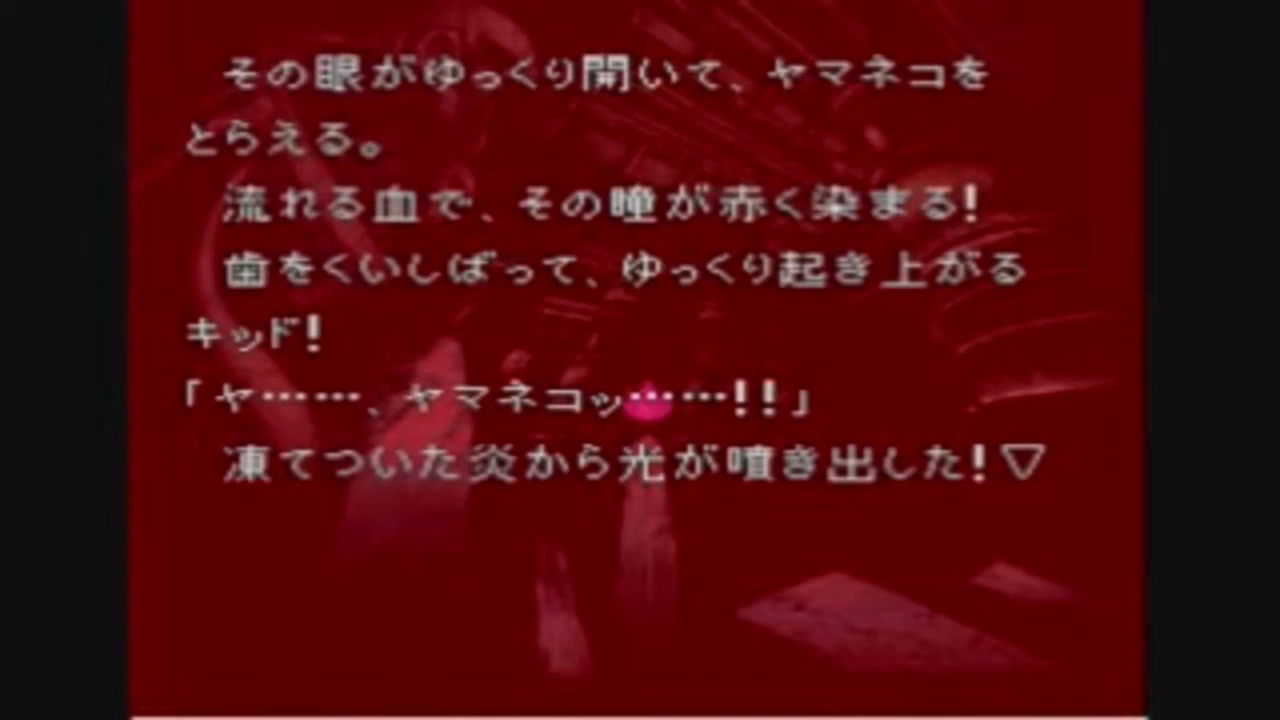 その眼がゆっくり開いて、ヤマネコを
とらえる。
流れる血で、その瞳が赤く染まる!
歯をくいしばって、ゆっくり起き上がる
キッド!
「ヤ……、ヤマネコッ……!!」
凍てついた炎から光が噴き出した!▽